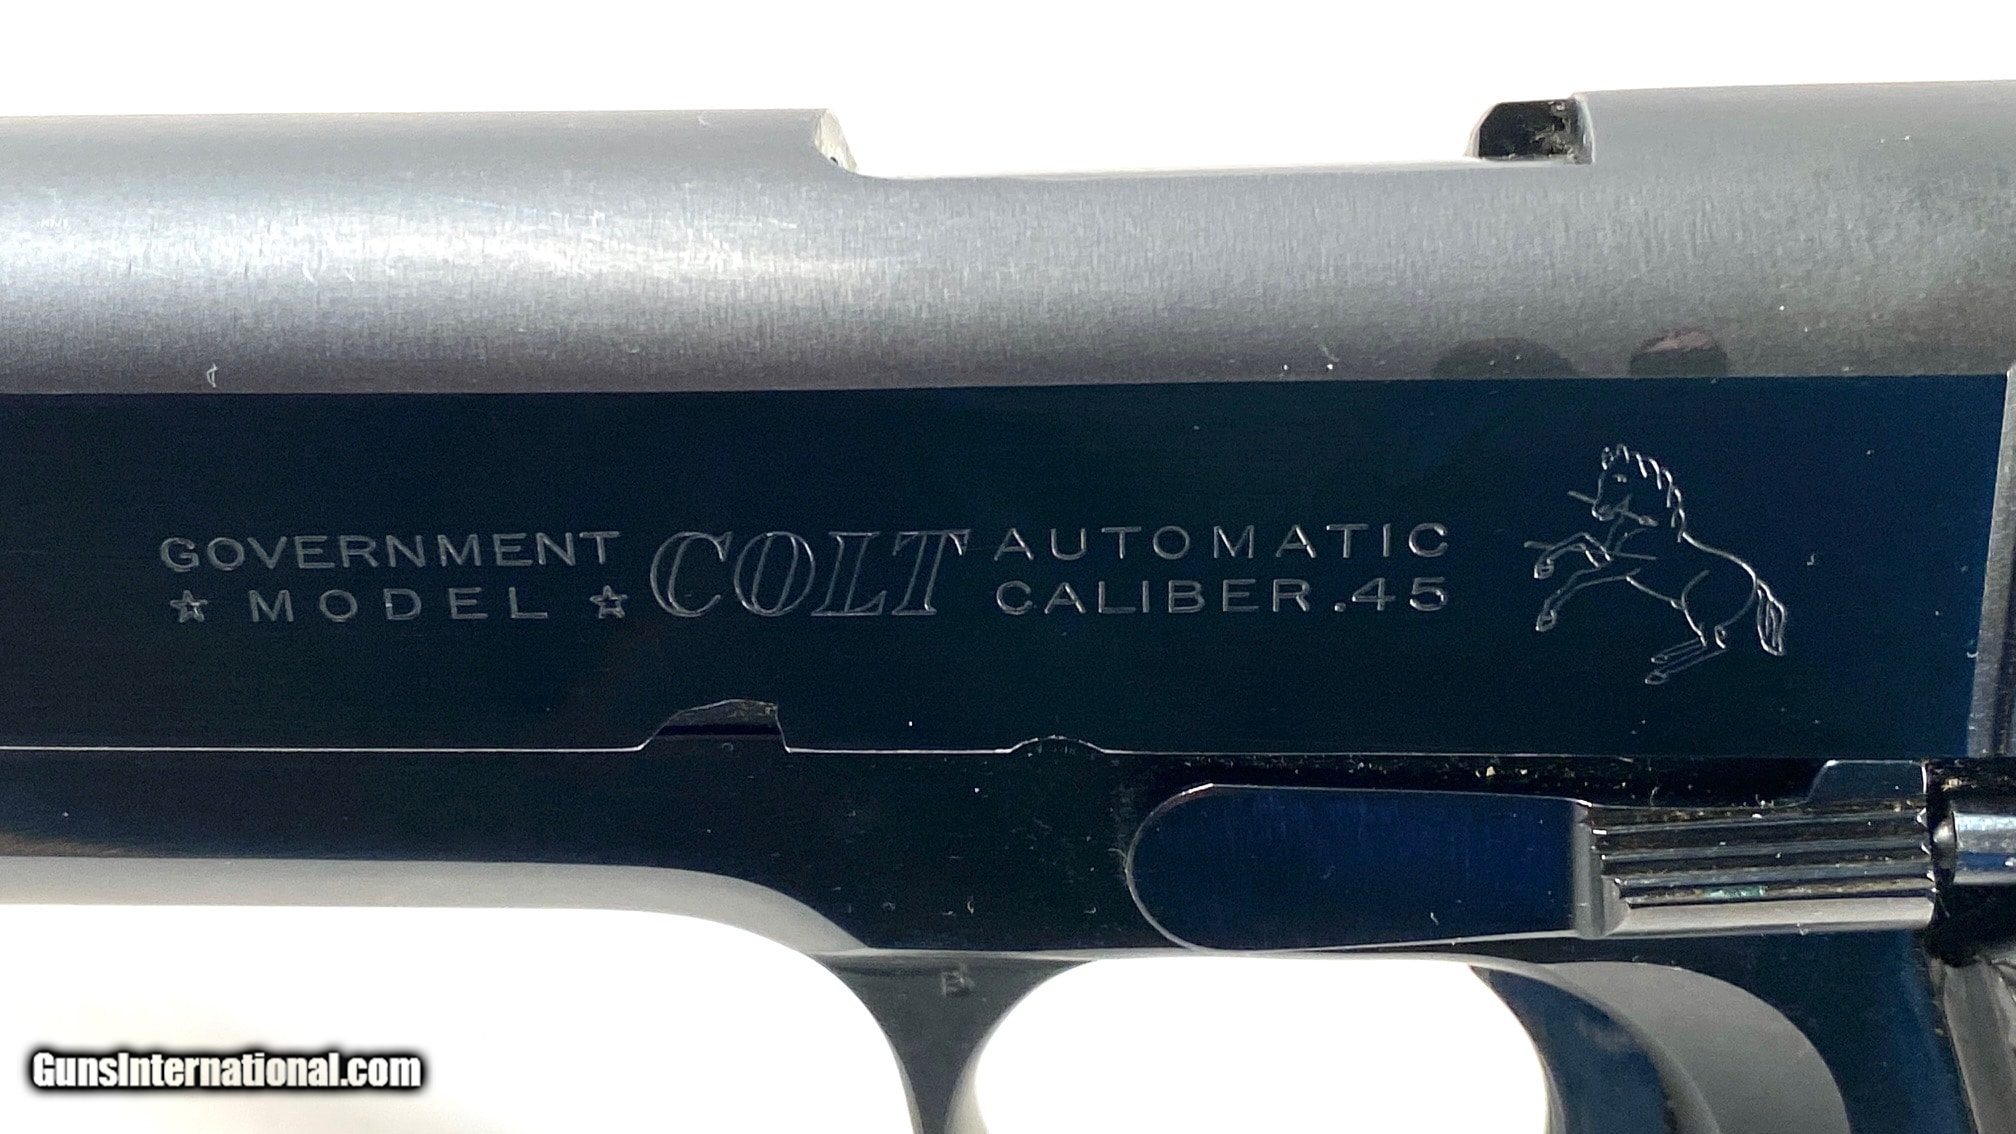 GOVERNMENT
★ MODEL ★
COLT
AUTOMATIC
CALIBER .45
B
GunsInternational.com